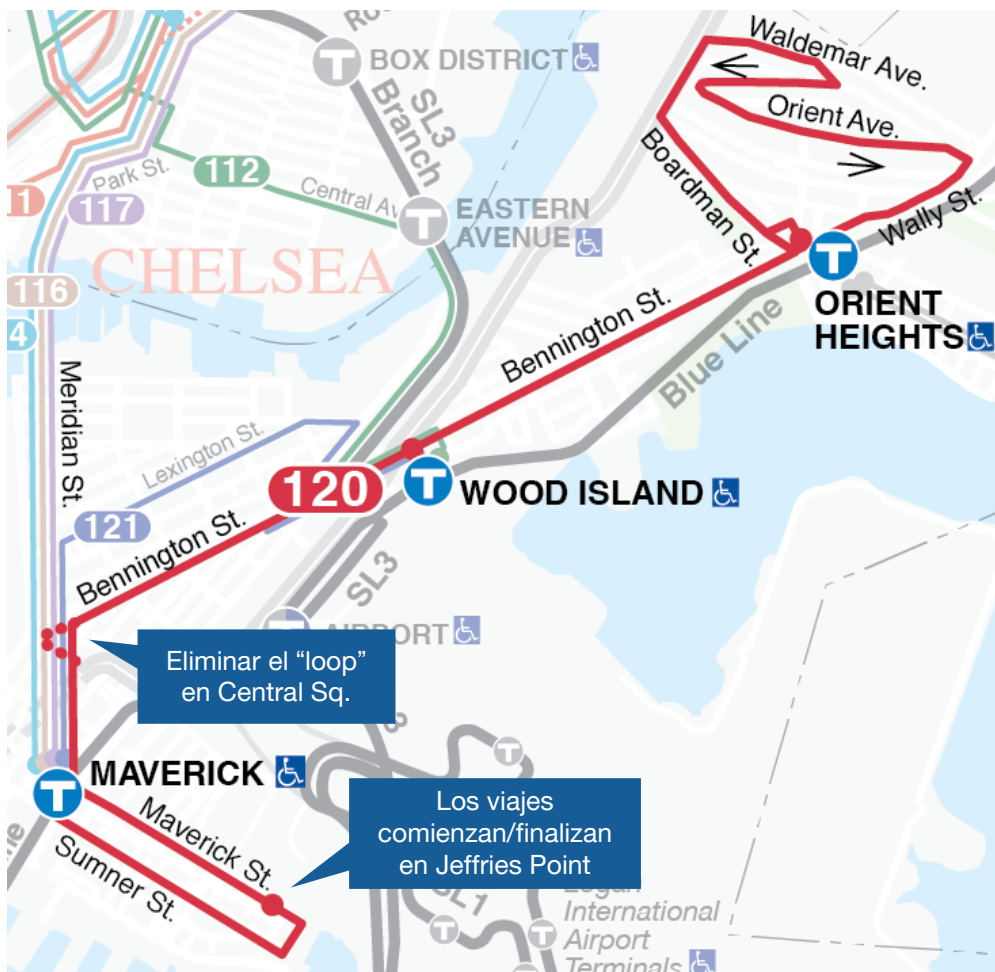 Waldemar Ave.
BOX DISTRICT
SL3
Branch
Orient Ave.
112
Park St.
117
Central Av
Boardman St.
11
EASTERN
AVENUE
Wally St.
CHELSEA
116
ORIENT
HEIGHTS
4
Bennington St.
Blue Line
Meridian St.
Lexington St.
120
WOOD ISLAND
121
Bennington St.
SL3
AIRPORT
Eliminar el “loop”
en Central Sq.
MAVERICK
Los viajes
comienzan/finalizan
en Jeffries Point
Maverick St.
Sumner St.
SL1
Logan
International
Airport
Terminals